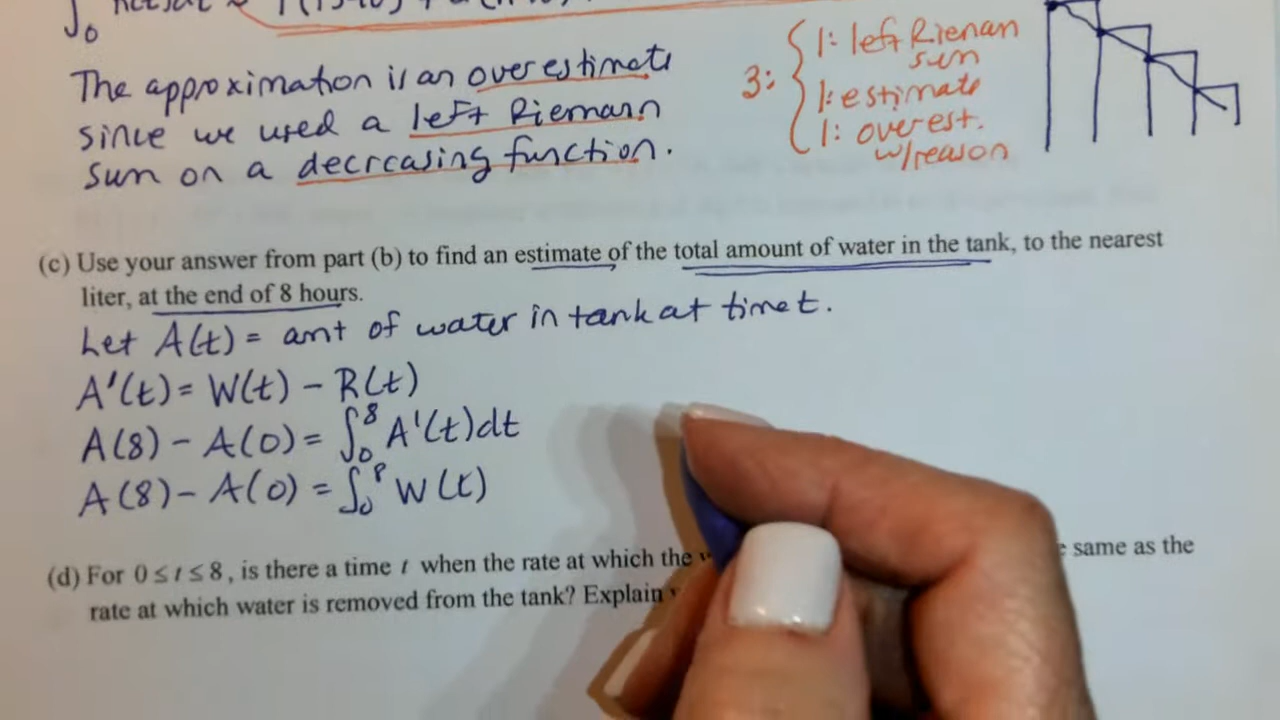 ∫0
The approximation is an overestimate
since we used a left Riemann
sum on a decreasing function.
3: { 1: left Rieman
sum
1: estimate
1: overest.
w/reason
(c) Use your answer from part (b) to find an estimate of the total amount of water in the tank, to the nearest
liter, at the end of 8 hours.
Let A(t) = amt of water in tank at time t.
A'(t) = W(t) - R(t)
A(8) - A(0) = ∫₀⁸ A'(t)dt
A(8) - A(0) = ∫₀⁸ W(t)
(d) For 0 ≤ t ≤ 8, is there a time t when the rate at which the same as the
rate at which water is removed from the tank? Explain